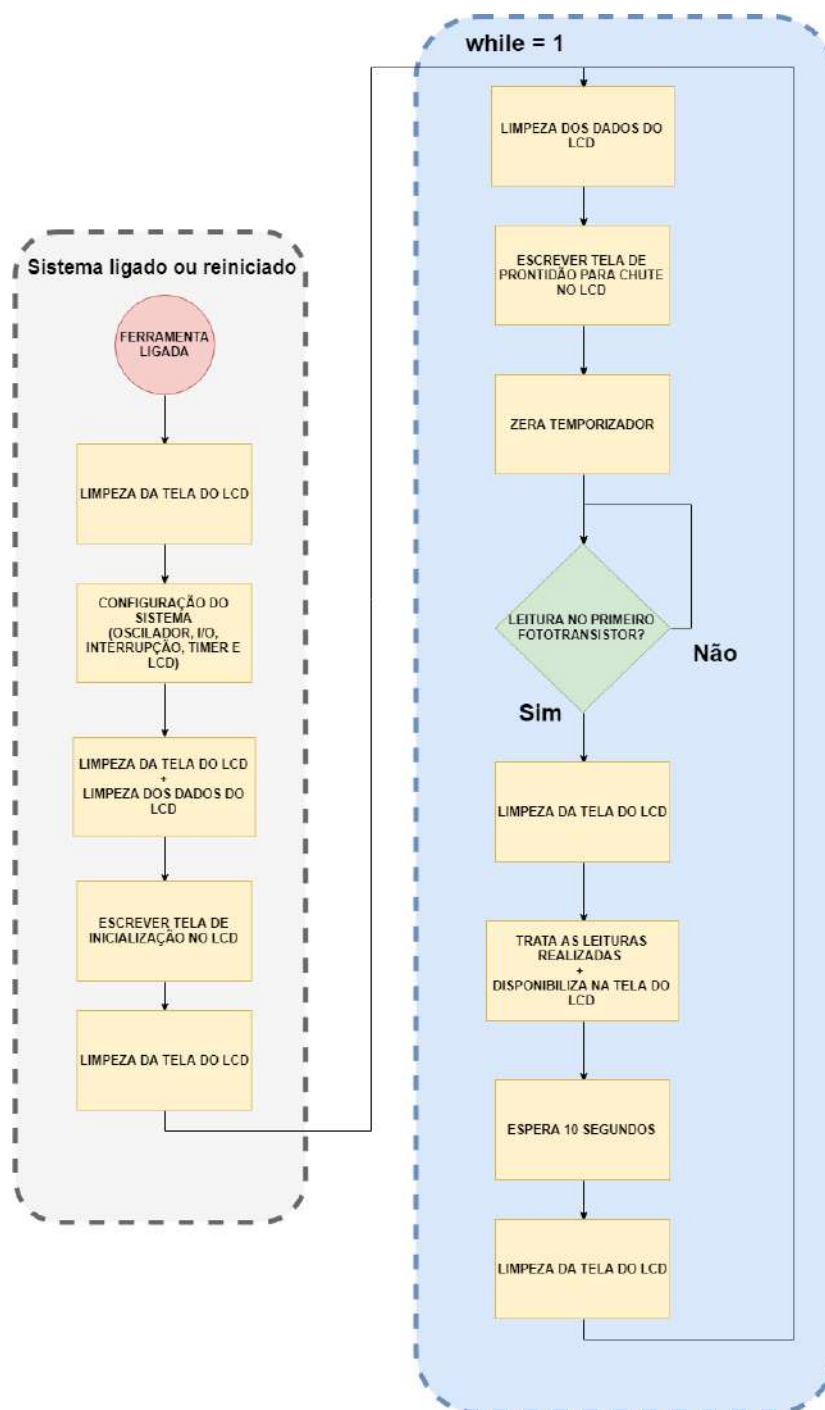 Sistema ligado ou reiniciado
FERRAMENTA
LIGADA
LIMPEZA DA TELA DO LCD
CONFIGURAÇÃO DO
SISTEMA
(OSCILADOR, I/O,
INTERRUPÇÃO, TIMER E
LCD)
LIMPEZA DA TELA DO LCD
+
LIMPEZA DOS DADOS DO
LCD
ESCREVER TELA DE
INICIALIZAÇÃO NO LCD
LIMPEZA DA TELA DO LCD
while = 1
LIMPEZA DOS DADOS DO
LCD
ESCREVER TELA DE
PRONTIDÃO PARA CHUTE
NO LCD
ZERA TEMPORIZADOR
LEITURA NO PRIMEIRO
FOTOTRANSISTOR?
Não
Sim
LIMPEZA DA TELA DO LCD
TRATA AS LEITURAS
REALIZADAS
+
DISPONIBILIZA NA TELA DO
LCD
ESPERA 10 SEGUNDOS
LIMPEZA DA TELA DO LCD